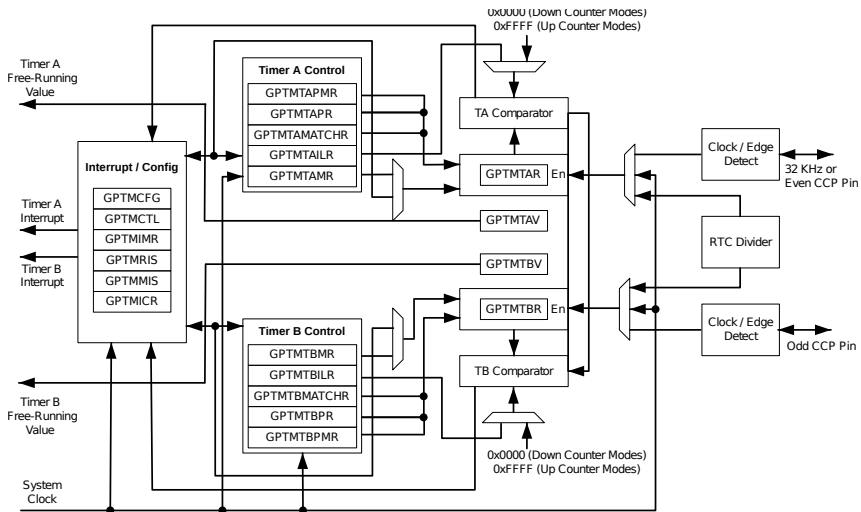 0x0000 (Down Counter Modes)
0xFFFF (Up Counter Modes)
Timer A
Free-Running
Value
Timer A Control
GPTMTAPMR
GPTMTAPR
GPTMTAMATCHR
GPTMTAILR
GPTMTAMR
TA Comparator
GPTMTAR En
Clock / Edge
Detect
32 KHz or
Even CCP Pin
Interrupt / Config
GPTMCFG
GPTMCTL
GPTMIMR
GPTMRIS
GPTMMIS
GPTMICR
Timer A
Interrupt
Timer B
Interrupt
GPTMTAV
GPTMTBV
RTC Divider
Timer B Control
GPTMTBMR
GPTMTBILR
GPTMTBMATCHR
GPTMTBPR
GPTMTBPMR
GPTMTBR En
TB Comparator
Clock / Edge
Detect
Odd CCP Pin
Timer B
Free-Running
Value
0x0000 (Down Counter Modes)
0xFFFF (Up Counter Modes)
System
Clock